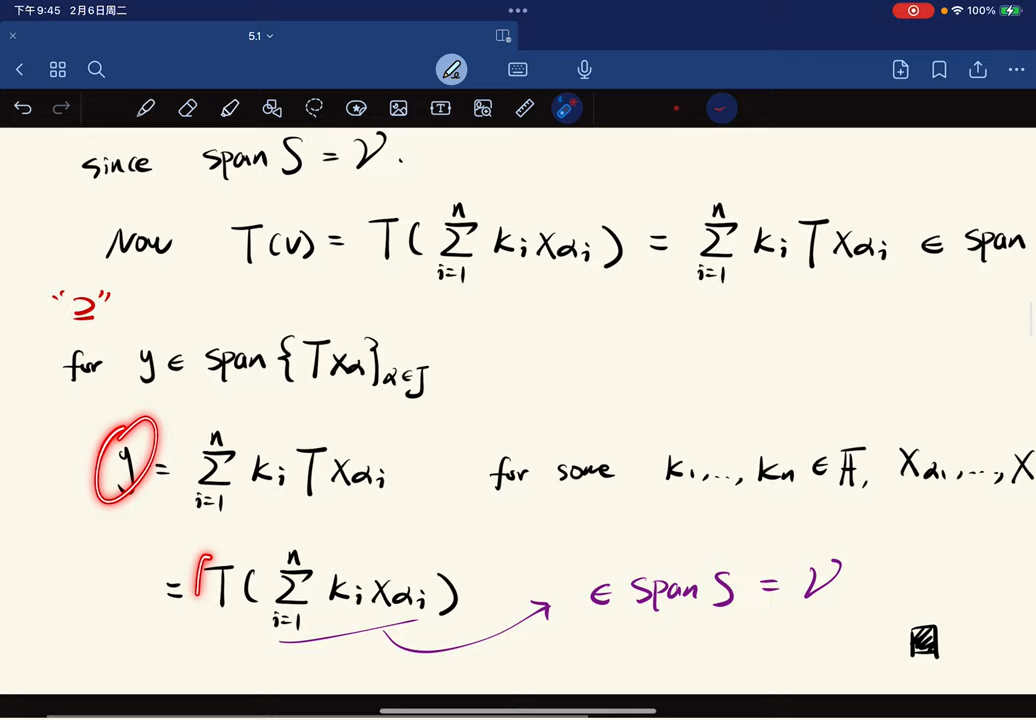 下午9:45 2月6日周二
100%
5.1
since span S = V.
Now T(v) = T( ∑_{i=1}^{n} k_i x_{α_i} ) = ∑_{i=1}^{n} k_i T x_{α_i} ∈ span
"⊇"
for y ∈ span{Tx_α}_{α∈J}
y = ∑_{i=1}^{n} k_i T x_{α_i} for some k_1,..., k_n ∈ F, x_{α_1},..., x
= T( ∑_{i=1}^{n} k_i x_{α_i} ) ∈ span S = V